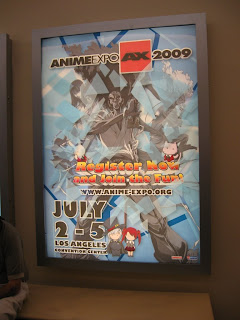 ANIME EXPO AX 2009
Register Now
and Join the Fun!
WWW.ANIME-EXPO.ORG
JULY
2-5
LOS ANGELES
CONVENTION CENTER